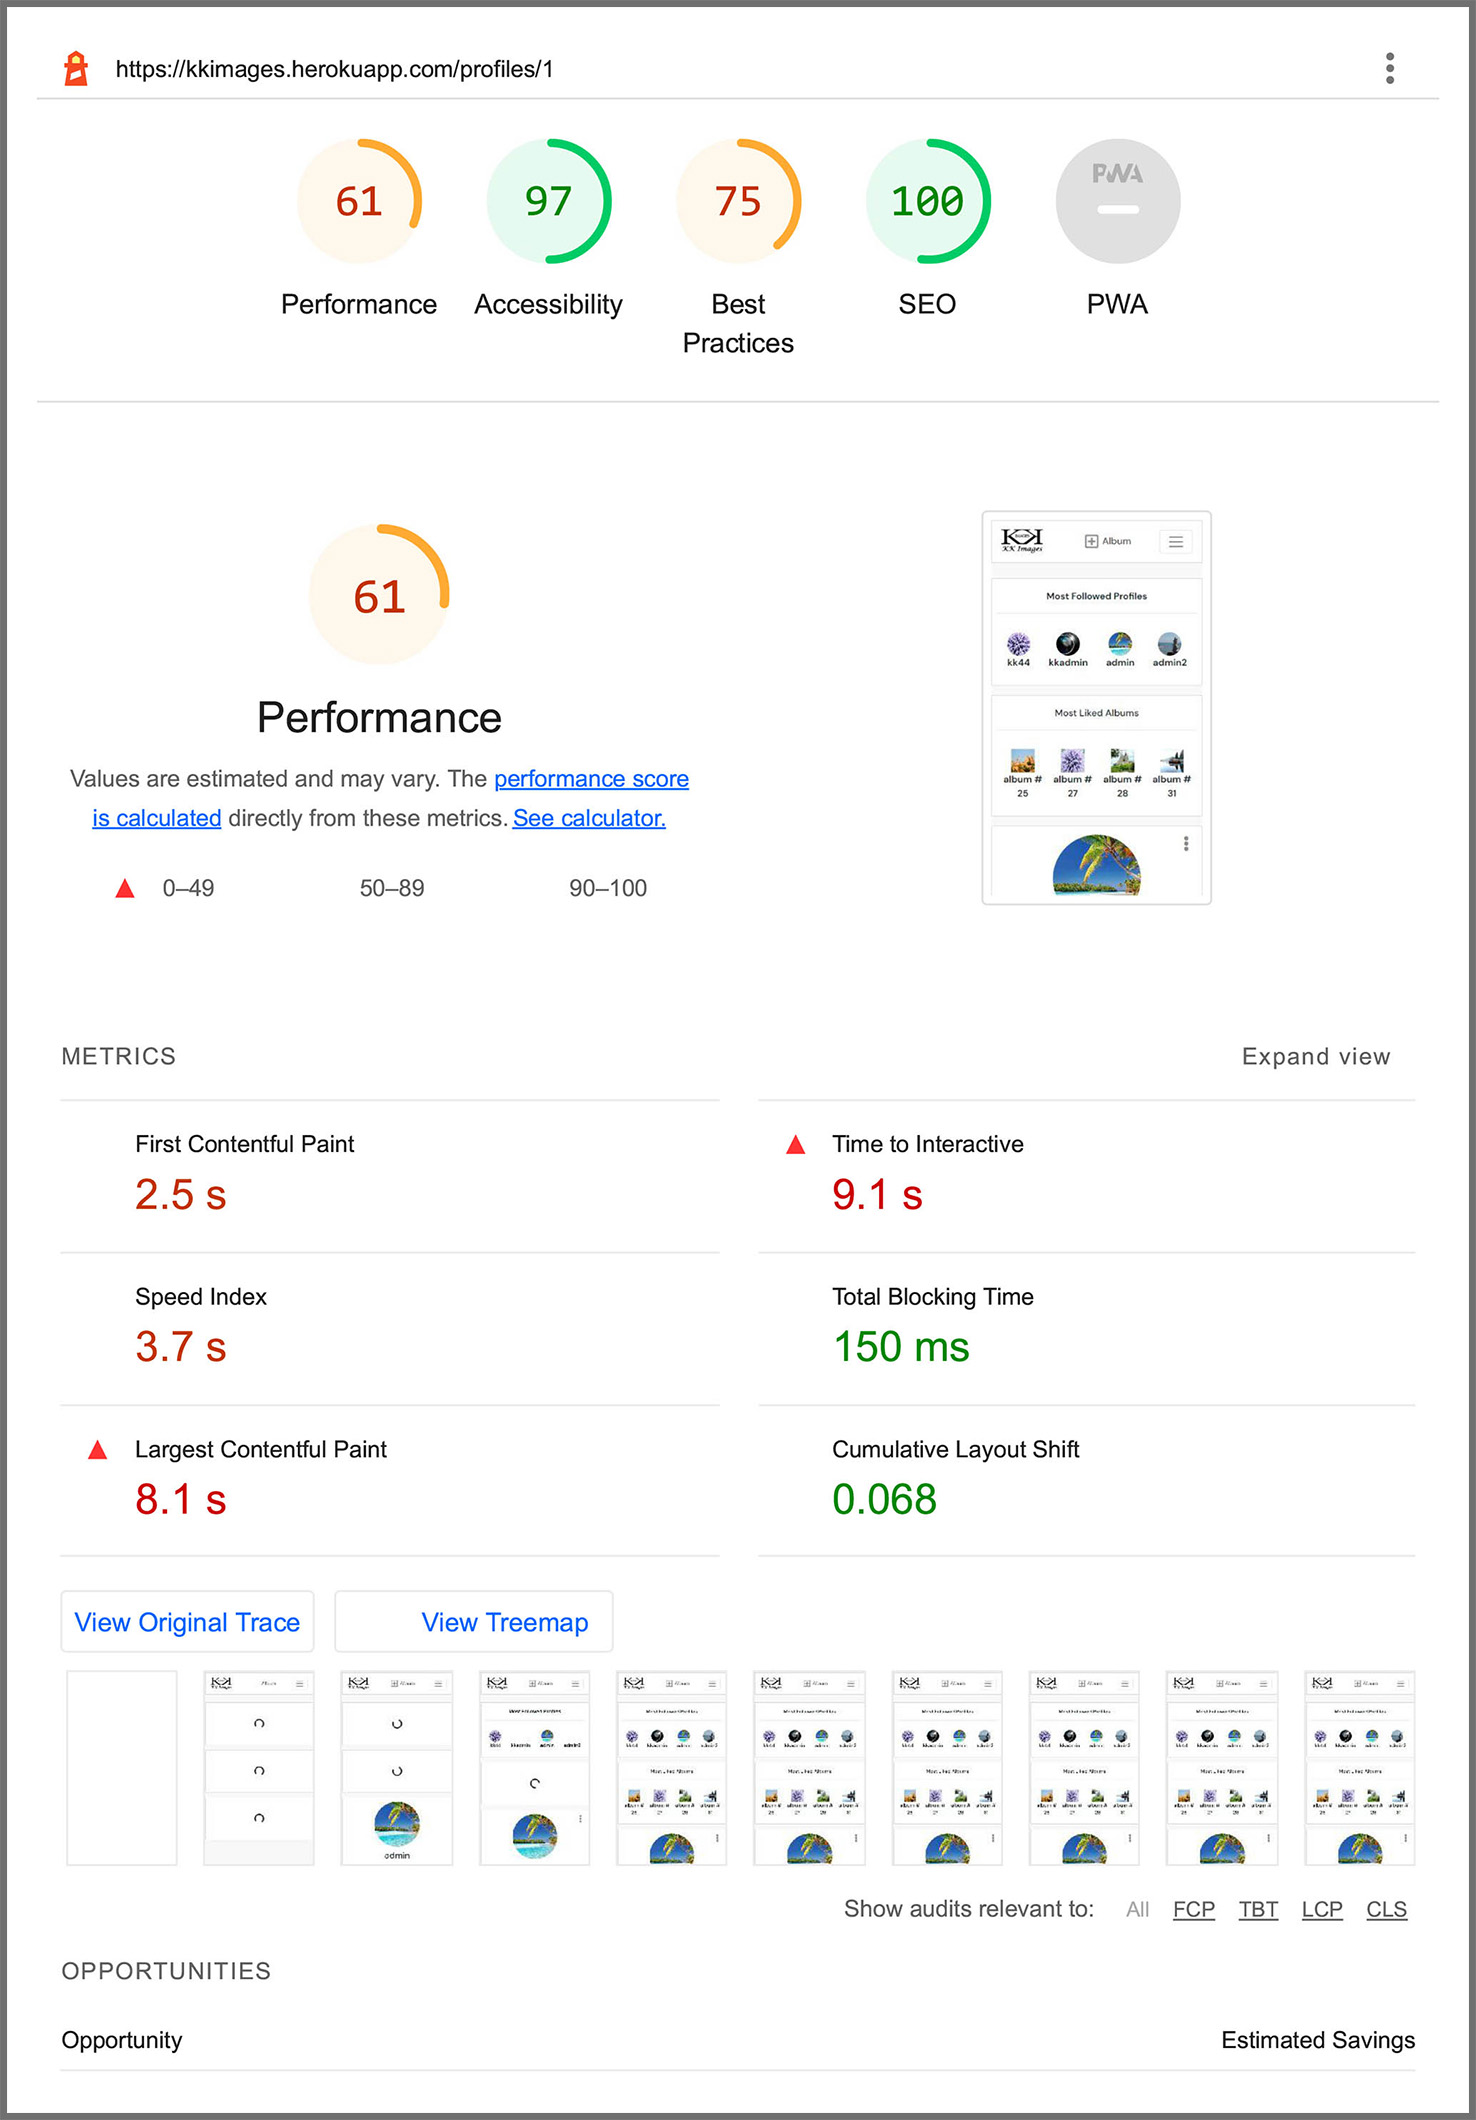 https://kkimages.herokuapp.com/profiles/1
61
97
75
100
PWA
Performance
Accessibility
Best
Practices
SEO
PWA
61
Performance
Values are estimated and may vary. The performance score
is calculated directly from these metrics. See calculator.
0–49
50–89
90–100
KK Images
Album
Most Followed Profiles
kk44
kkadmin
admin
admin2
Most Liked Albums
album #
25
album #
27
album #
28
album #
31
METRICS
Expand view
First Contentful Paint
2.5 s
Time to Interactive
9.1 s
Speed Index
3.7 s
Total Blocking Time
150 ms
Largest Contentful Paint
8.1 s
Cumulative Layout Shift
0.068
View Original Trace
View Treemap
admin
Show audits relevant to: All FCP TBT LCP CLS
OPPORTUNITIES
Opportunity
Estimated Savings